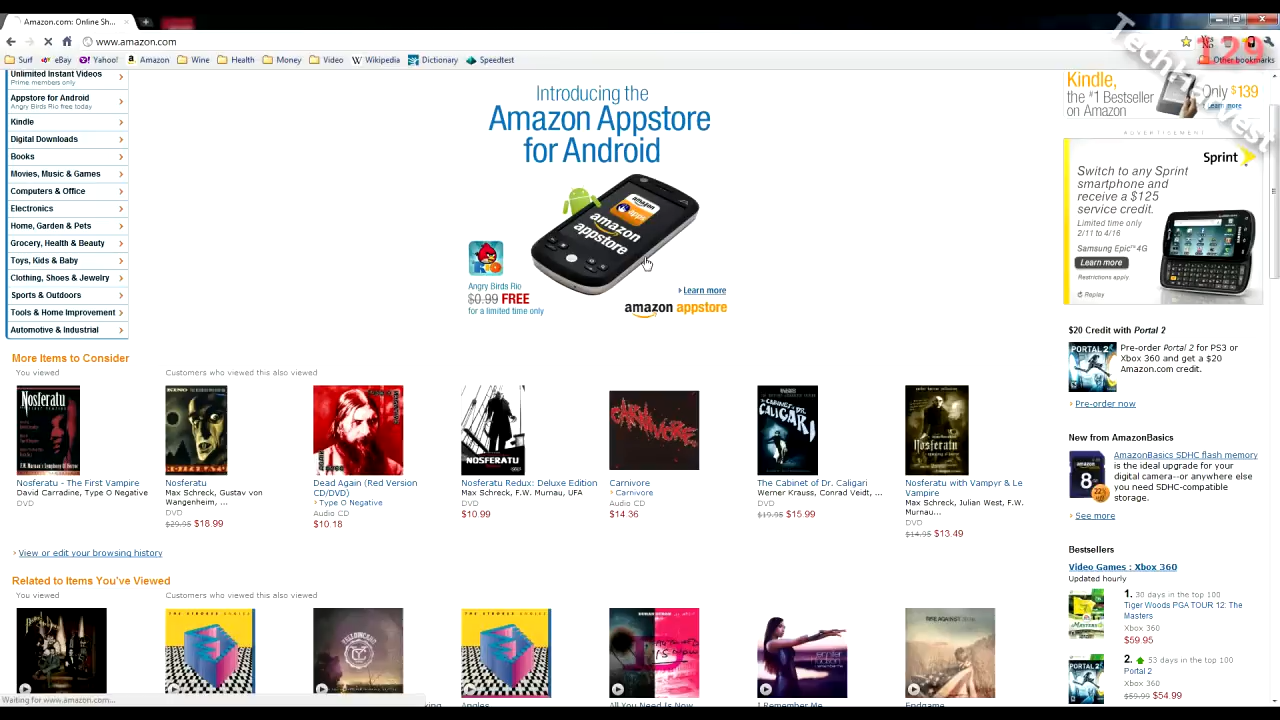 Amazon.com: Online Sh...
www.amazon.com
Surf
eBay
Yahoo!
Amazon
Wine
Health
Money
Video
Wikipedia
Dictionary
Speedtest
Other bookmarks
TechHarvest
Unlimited Instant Videos
Prime members only
Appstore for Android
Angry Birds Rio free today
Kindle
Digital Downloads
Books
Movies, Music & Games
Computers & Office
Electronics
Home, Garden & Pets
Grocery, Health & Beauty
Toys, Kids & Baby
Clothing, Shoes & Jewelry
Sports & Outdoors
Tools & Home Improvement
Automotive & Industrial
Introducing the
Amazon Appstore
for Android
amazon
appstore
Angry Birds Rio
$0.99 FREE
for a limited time only
Learn more
amazon appstore
Kindle,
the #1 Bestseller
on Amazon
Only $139
Learn more
ADVERTISEMENT
Sprint
Switch to any Sprint
smartphone and
receive a $125
service credit.
Limited time only
2/11 to 4/16
Samsung Epic™ 4G
Learn more
Restrictions apply
Replay
$20 Credit with Portal 2
Pre-order Portal 2 for PS3 or
Xbox 360 and get a $20
Amazon.com credit.
Pre-order now
New from AmazonBasics
AmazonBasics SDHC flash memory
is the ideal upgrade for your
digital camera--or anywhere else
you need SDHC-compatible
storage.
See more
Bestsellers
Video Games : Xbox 360
Updated hourly
1. 30 days in the top 100
Tiger Woods PGA TOUR 12: The
Masters
Xbox 360
$59.95
2. 53 days in the top 100
Portal 2
Xbox 360
$59.99 $54.99
More Items to Consider
You viewed
Customers who viewed this also viewed
Nosferatu - The First Vampire
David Carradine, Type O Negative
DVD
Nosferatu
Max Schreck, Gustav von
Wangenheim, ...
DVD
$29.95 $18.99
Dead Again (Red Version
CD/DVD)
Type O Negative
Audio CD
$10.18
Nosferatu Redux: Deluxe Edition
Max Schreck, F.W. Murnau, UFA
DVD
$10.99
Carnivore
Carnivore
Audio CD
$14.36
The Cabinet of Dr. Caligari
Werner Krauss, Conrad Veidt, ...
DVD
$19.95 $15.99
Nosferatu with Vampyr & Le
Vampire
Max Schreck, Julian West, F.W.
Murnau...
DVD
$14.95 $13.49
View or edit your browsing history
Related to Items You've Viewed
You viewed
Customers who viewed this also viewed
Angles
All You Need Is Now
I Remember Me
Endgame
Waiting for www.amazon.com...